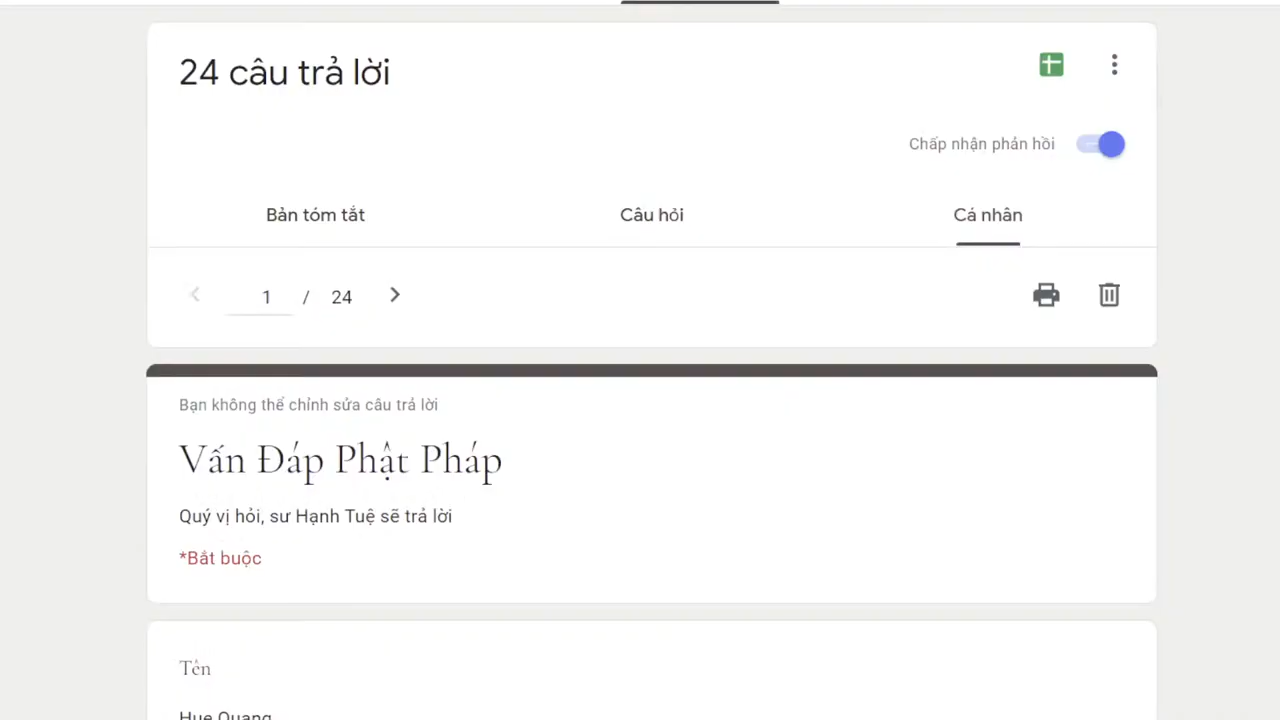 24 câu trả lời
Chấp nhận phản hồi
Bản tóm tắt Câu hỏi Cá nhân
1 / 24
Bạn không thể chỉnh sửa câu trả lời
Vấn Đáp Phật Pháp
Quý vị hỏi, sư Hạnh Tuệ sẽ trả lời
*Bắt buộc
Tên
Hue Quang